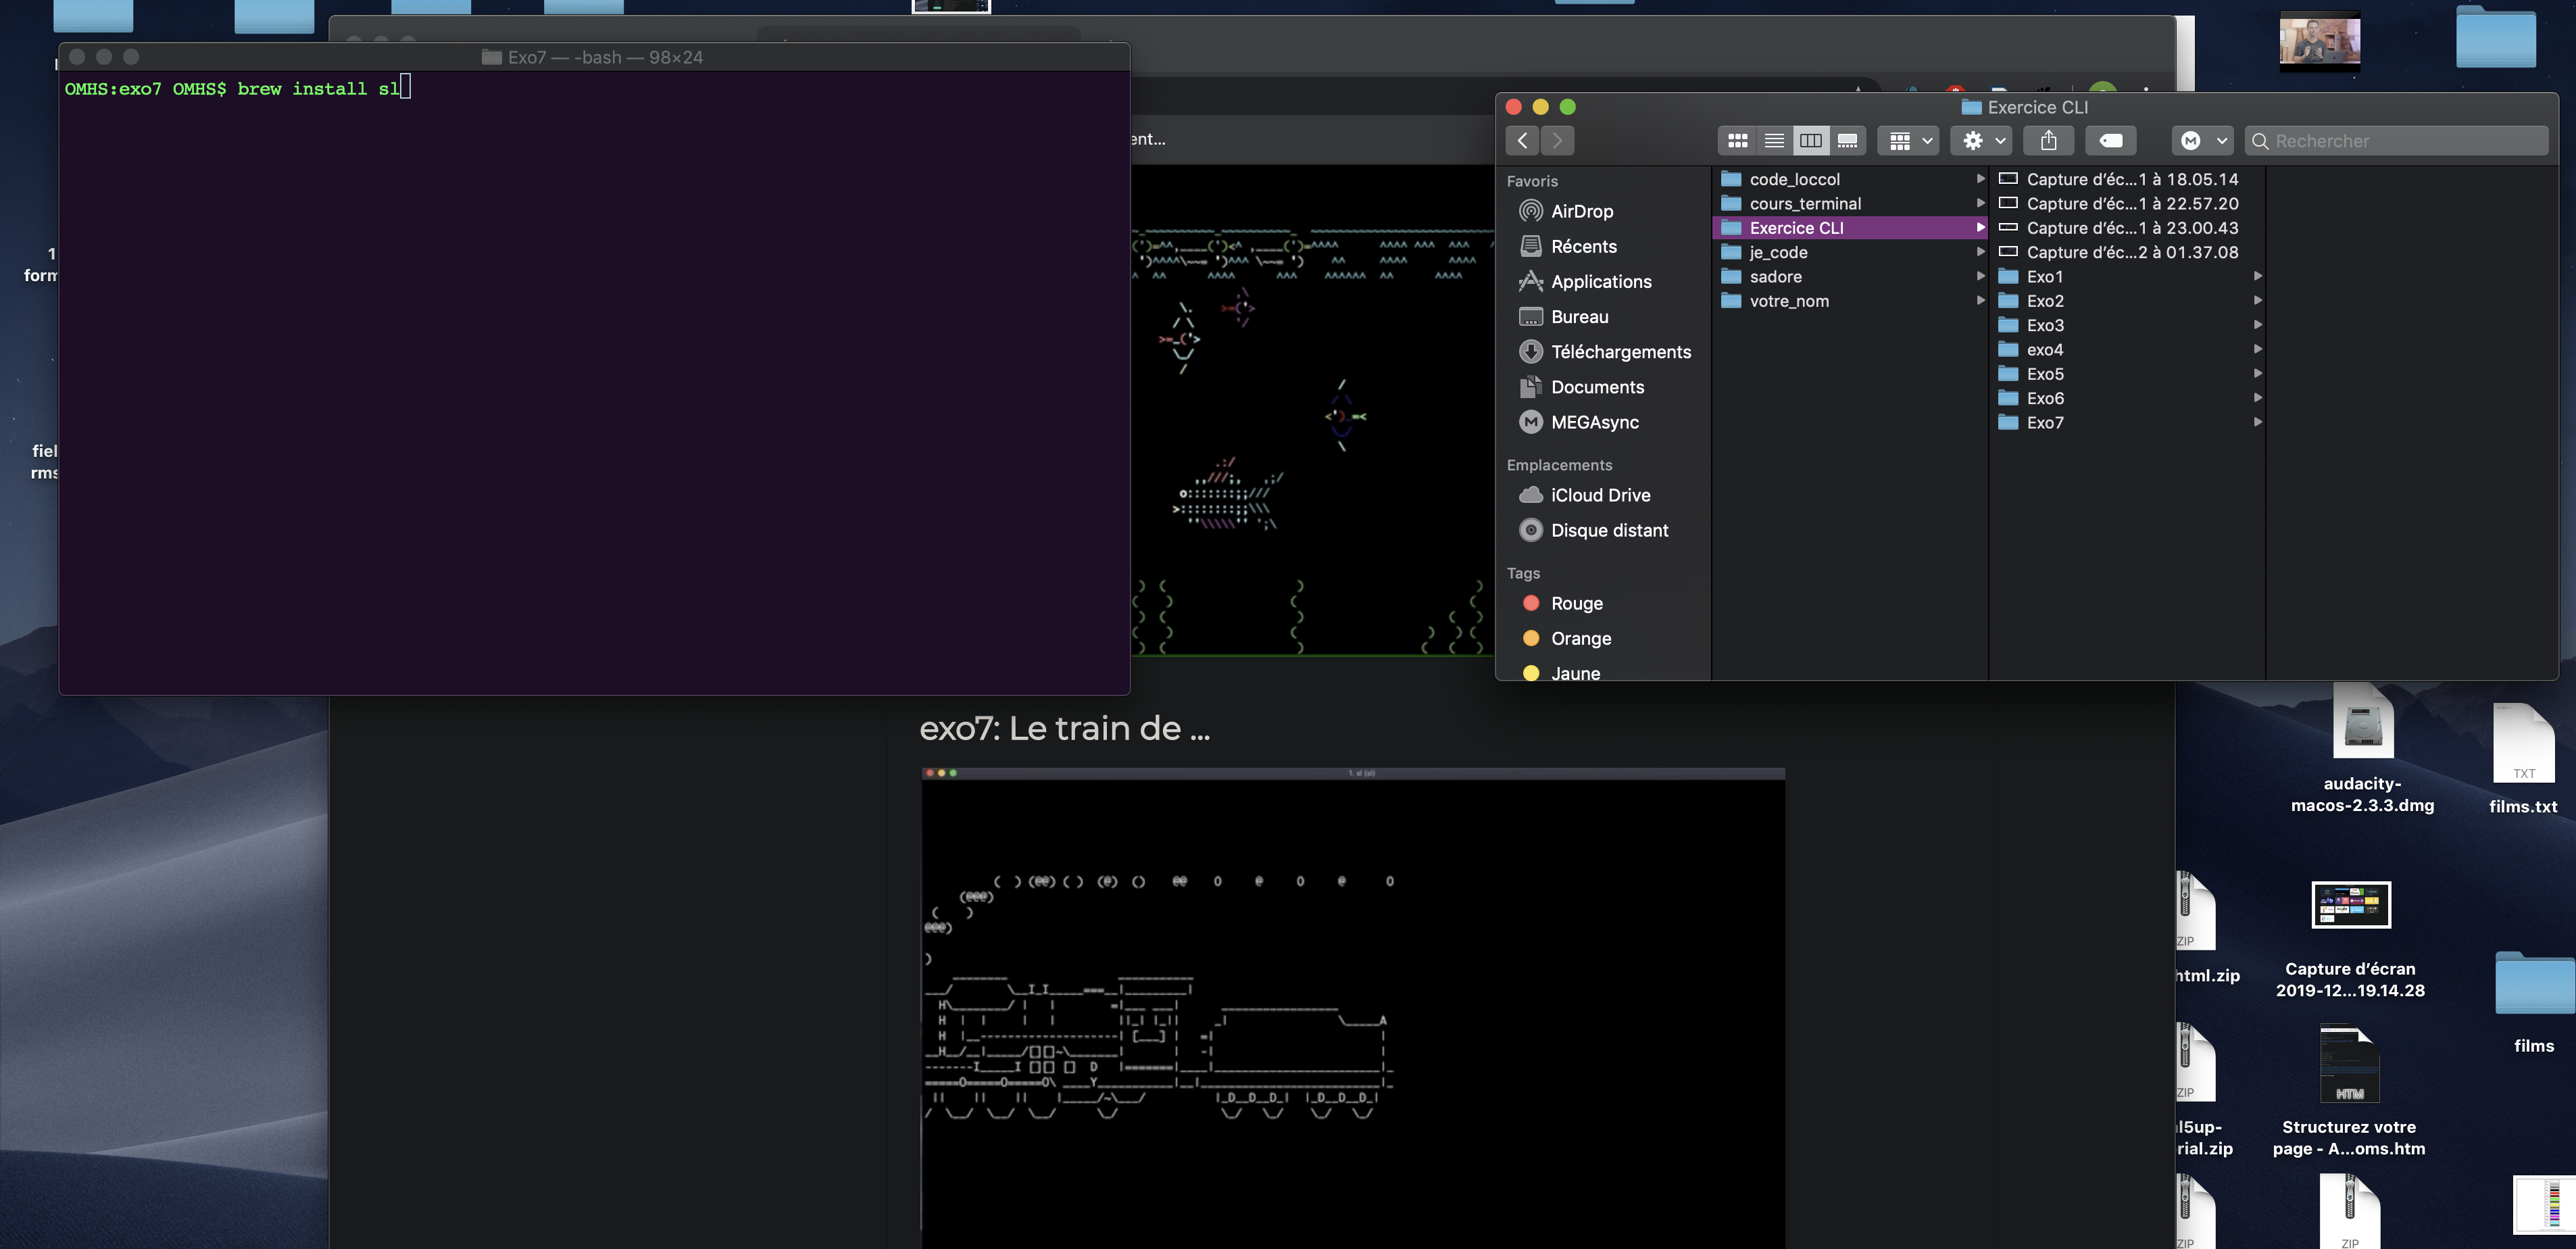 Exo7 — -bash — 98×24
OMHS:exo7 OMHS$ brew install sl
ent...
exo7: Le train de ...
1. sl (sl)
Exercice CLI
Rechercher
Favoris
AirDrop
Récents
Applications
Bureau
Téléchargements
Documents
MEGAsync
Emplacements
iCloud Drive
Disque distant
Tags
Rouge
Orange
Jaune
code_loccol
cours_terminal
Exercice CLI
je_code
sadore
votre_nom
Capture d'éc...1 à 18.05.14
Capture d'éc...1 à 22.57.20
Capture d'éc...1 à 23.00.43
Capture d'éc...2 à 01.37.08
Exo1
Exo2
Exo3
exo4
Exo5
Exo6
Exo7
1
form
fiel
rms
audacity-
macos-2.3.3.dmg
TXT
films.txt
ZIP
html.zip
Capture d'écran
2019-12...19.14.28
films
ZIP
l5up-
rial.zip
HTM
Structurez votre
page - A...oms.htm
ZIP
ZIP